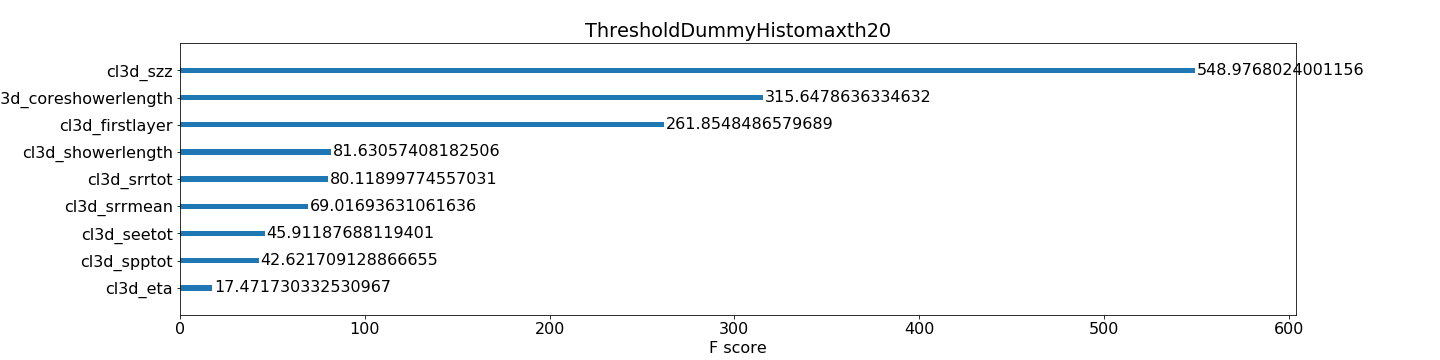 ThresholdDummyHistomaxth20
cl3d_szz 548.9768024001156
3d_coreshowerlength 315.6478636334632
cl3d_firstlayer 261.8548486579689
cl3d_showerlength 81.63057408182506
cl3d_srrtot 80.11899774557031
cl3d_srrmean 69.01693631061636
cl3d_seetot 45.91187688119401
cl3d_spptot 42.621709128866655
cl3d_eta 17.471730332530967
0 100 200 300 400 500 600
F score